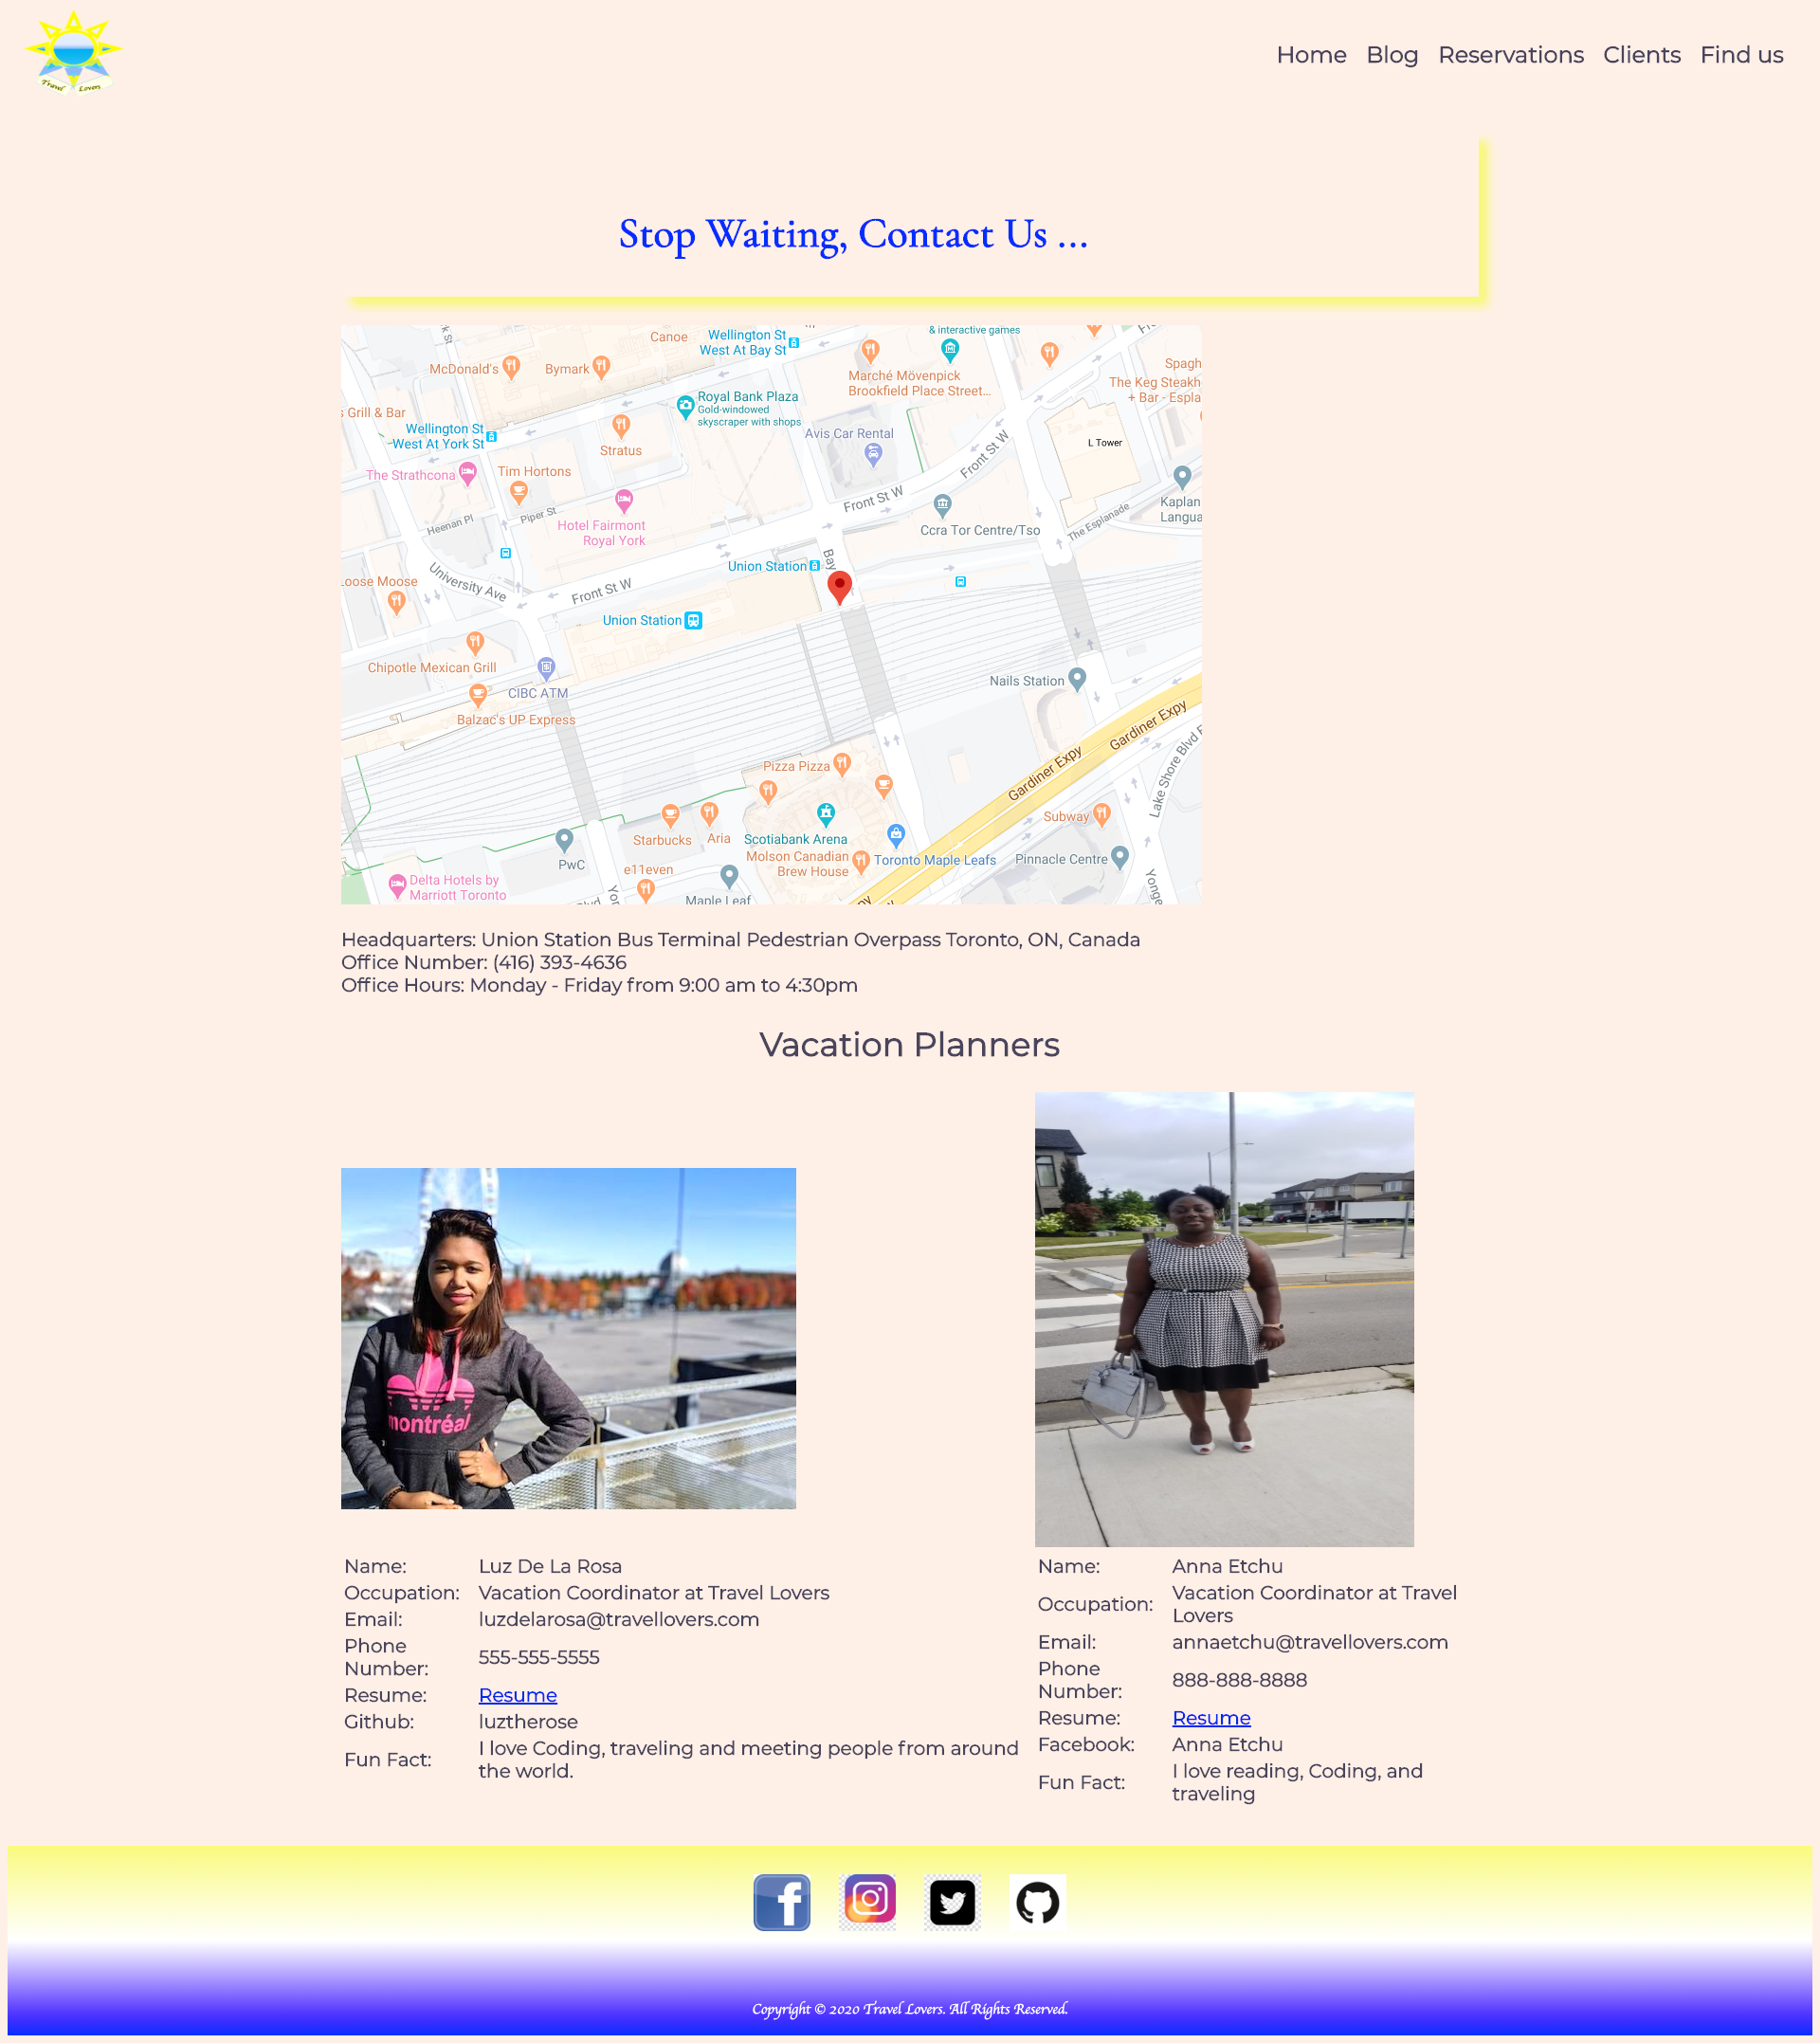 Travel Lovers
Home Blog Reservations Clients Find us
Stop Waiting, Contact Us ...
Canoe
Wellington St
West At Bay St
& interactive games
McDonald's
Bymark
Marché Mövenpick
Brookfield Place Street...
Spagh
The Keg Steakh
+ Bar - Espla
Royal Bank Plaza
Gold-windowed
skyscraper with shops
s Grill & Bar
Wellington St
West At York St
Avis Car Rental
L Tower
Stratus
Front St W
The Strathcona
Tim Hortons
Kaplan
Langua
Front St W
Heenan Pl
Piper St
Hotel Fairmont
Royal York
Ccra Tor Centre/Tso
The Esplanade
Bay
Union Station
University Ave
Loose Moose
Front St W
Union Station
Chipotle Mexican Grill
CIBC ATM
Nails Station
Balzac's UP Express
Gardiner Expy
Gardiner Expy
Lake Shore Blvd E
Pizza Pizza
Starbucks
Aria
Scotiabank Arena
Subway
PwC
Molson Canadian
Brew House
Toronto Maple Leafs
Pinnacle Centre
e11even
Delta Hotels by
Marriott Toronto
Maple Leaf
Yor
Blvd
Yonge
Headquarters: Union Station Bus Terminal Pedestrian Overpass Toronto, ON, Canada
Office Number: (416) 393-4636
Office Hours: Monday - Friday from 9:00 am to 4:30pm
Vacation Planners
montréal
Name: Luz De La Rosa
Occupation: Vacation Coordinator at Travel Lovers
Email: luzdelarosa@travellovers.com
Phone
Number: 555-555-5555
Resume: Resume
Github: luztherose
Fun Fact: I love Coding, traveling and meeting people from around
the world.
Name: Anna Etchu
Occupation: Vacation Coordinator at Travel
Lovers
Email: annaetchu@travellovers.com
Phone
Number: 888-888-8888
Resume: Resume
Facebook: Anna Etchu
Fun Fact: I love reading, Coding, and
traveling
Copyright © 2020 Travel Lovers. All Rights Reserved.